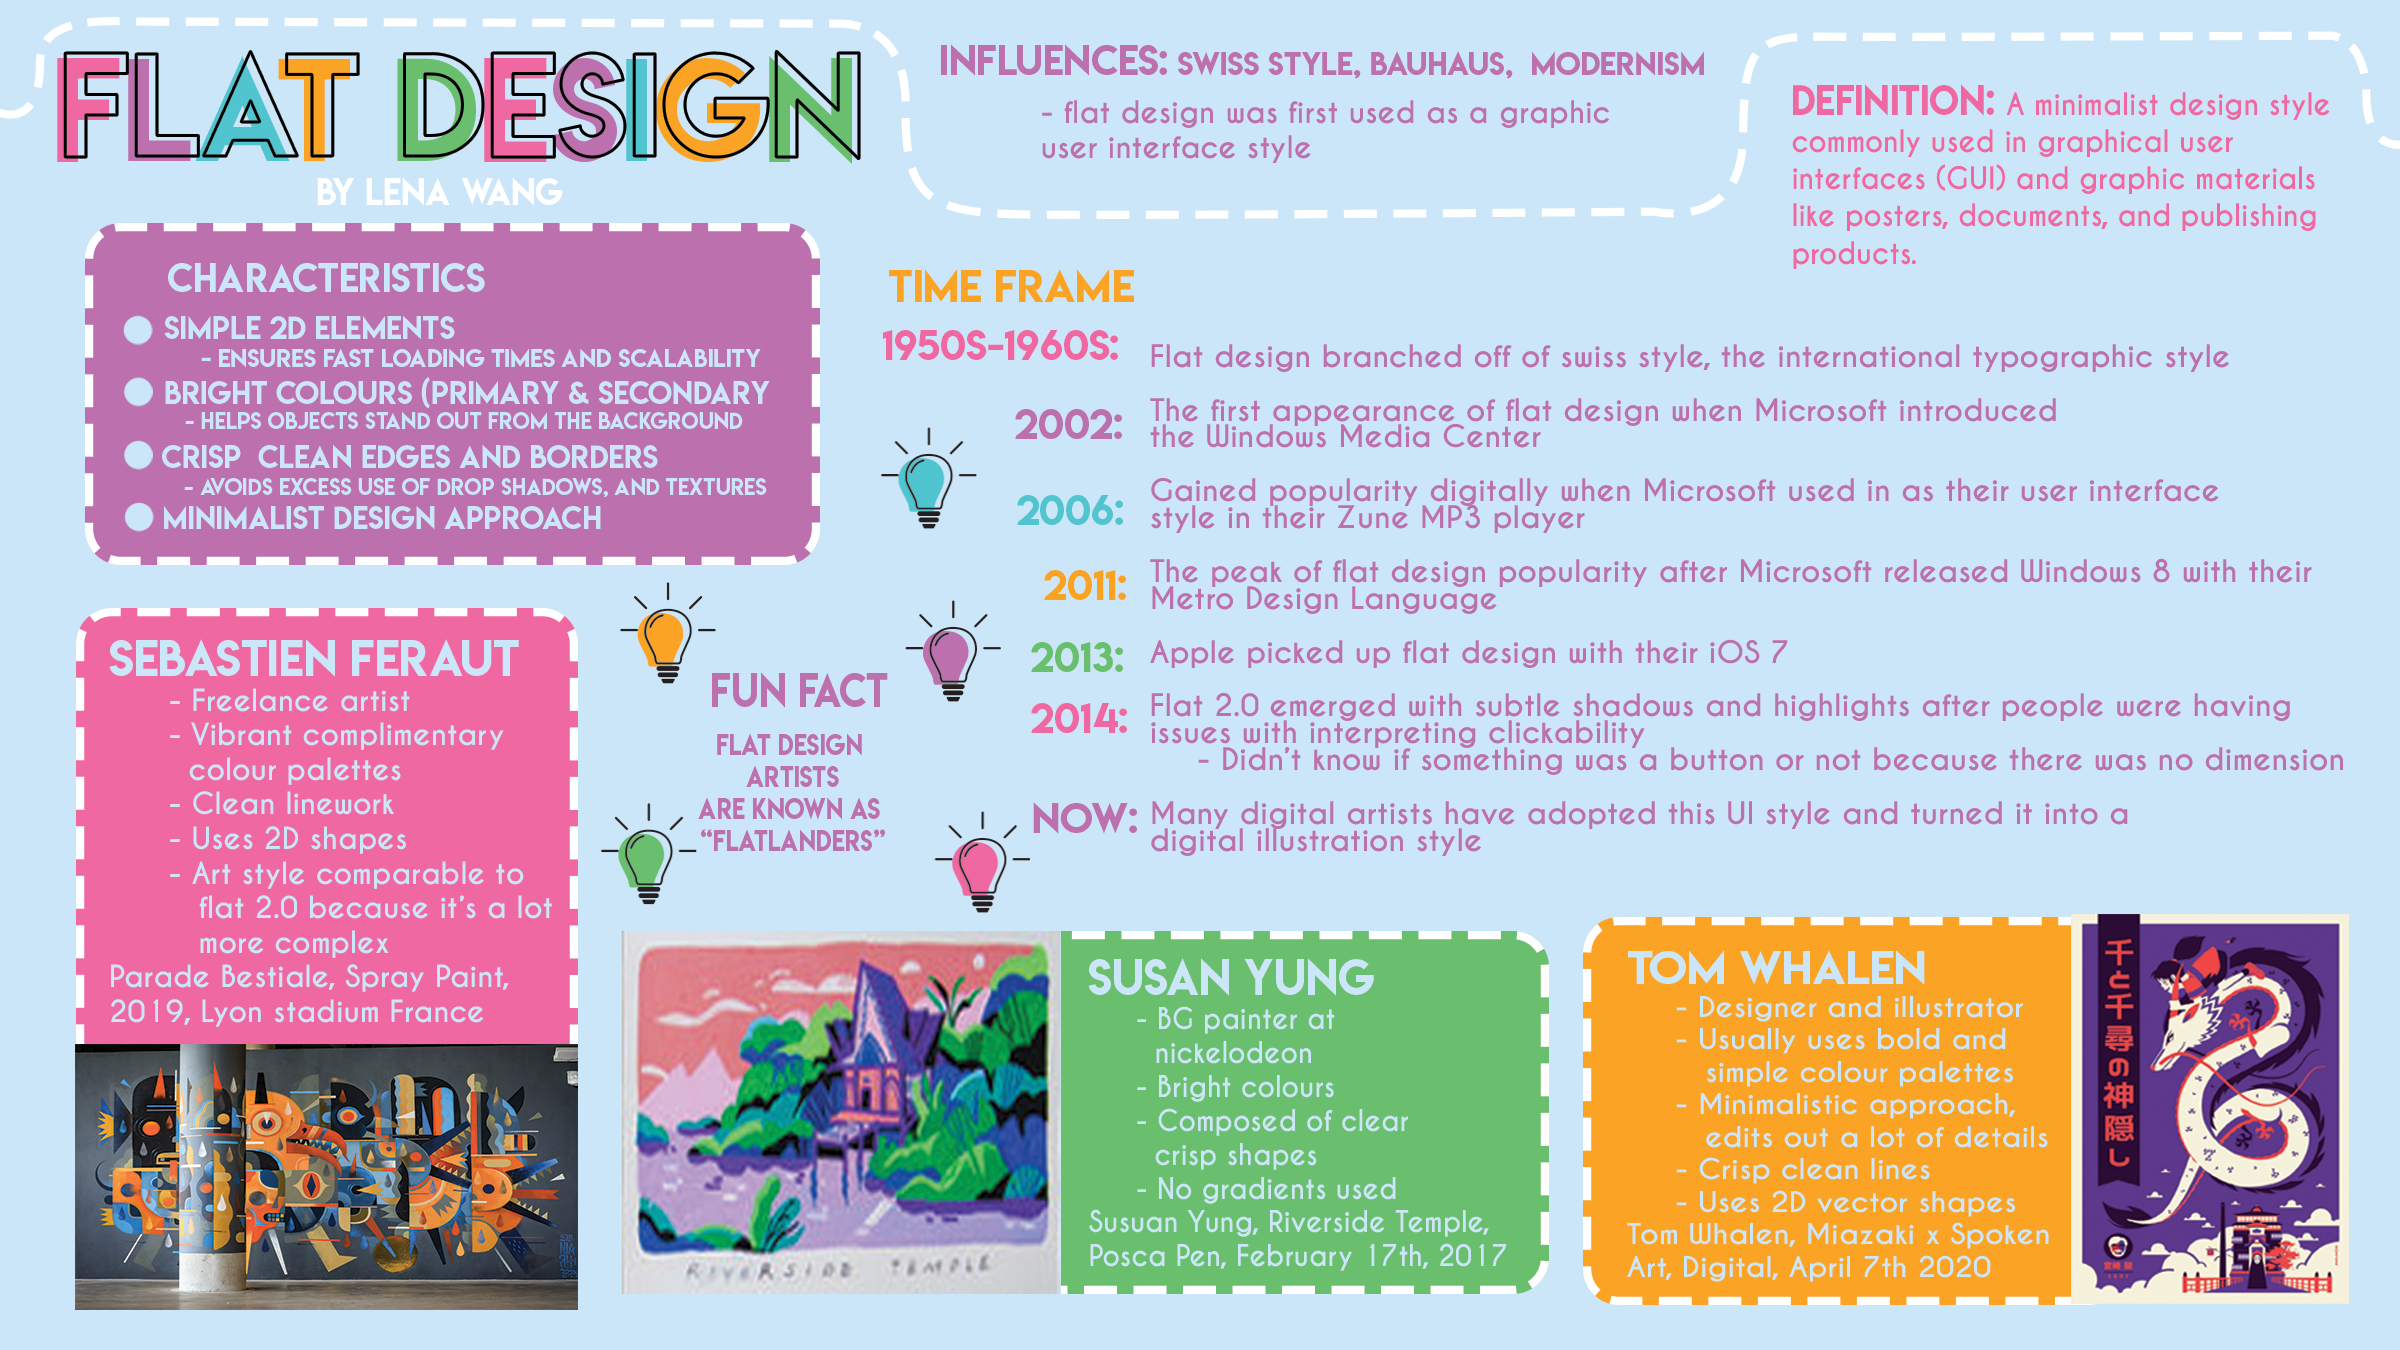 FLAT DESIGN
BY LENA WANG
INFLUENCES: SWISS STYLE, BAUHAUS, MODERNISM
- flat design was first used as a graphic
user interface style
DEFINITION: A minimalist design style
commonly used in graphical user
interfaces (GUI) and graphic materials
like posters, documents, and publishing
products.
CHARACTERISTICS
SIMPLE 2D ELEMENTS
- ENSURES FAST LOADING TIMES AND SCALABILITY
BRIGHT COLOURS (PRIMARY & SECONDARY
- HELPS OBJECTS STAND OUT FROM THE BACKGROUND
CRISP CLEAN EDGES AND BORDERS
- AVOIDS EXCESS USE OF DROP SHADOWS, AND TEXTURES
MINIMALIST DESIGN APPROACH
TIME FRAME
1950S-1960S: Flat design branched off of swiss style, the international typographic style
2002: The first appearance of flat design when Microsoft introduced
the Windows Media Center
2006: Gained popularity digitally when Microsoft used in as their user interface
style in their Zune MP3 player
2011: The peak of flat design popularity after Microsoft released Windows 8 with their
Metro Design Language
2013: Apple picked up flat design with their iOS 7
2014: Flat 2.0 emerged with subtle shadows and highlights after people were having
issues with interpreting clickability
- Didn't know if something was a button or not because there was no dimension
NOW: Many digital artists have adopted this UI style and turned it into a
digital illustration style
FUN FACT
FLAT DESIGN
ARTISTS
ARE KNOWN AS
"FLATLANDERS"
SEBASTIEN FERAUT
- Freelance artist
- Vibrant complimentary
colour palettes
- Clean linework
- Uses 2D shapes
- Art style comparable to
flat 2.0 because it's a lot
more complex
Parade Bestiale, Spray Paint,
2019, Lyon stadium France
RIVERSIDE TEMPLE
SUSAN YUNG
- BG painter at
nickelodeon
- Bright colours
- Composed of clear
crisp shapes
- No gradients used
Susuan Yung, Riverside Temple,
Posca Pen, February 17th, 2017
TOM WHALEN
- Designer and illustrator
- Usually uses bold and
simple colour palettes
- Minimalistic approach,
edits out a lot of details
- Crisp clean lines
- Uses 2D vector shapes
Tom Whalen, Miazaki x Spoken
Art, Digital, April 7th 2020
千と千尋の神隠し
宮崎 駿
2001